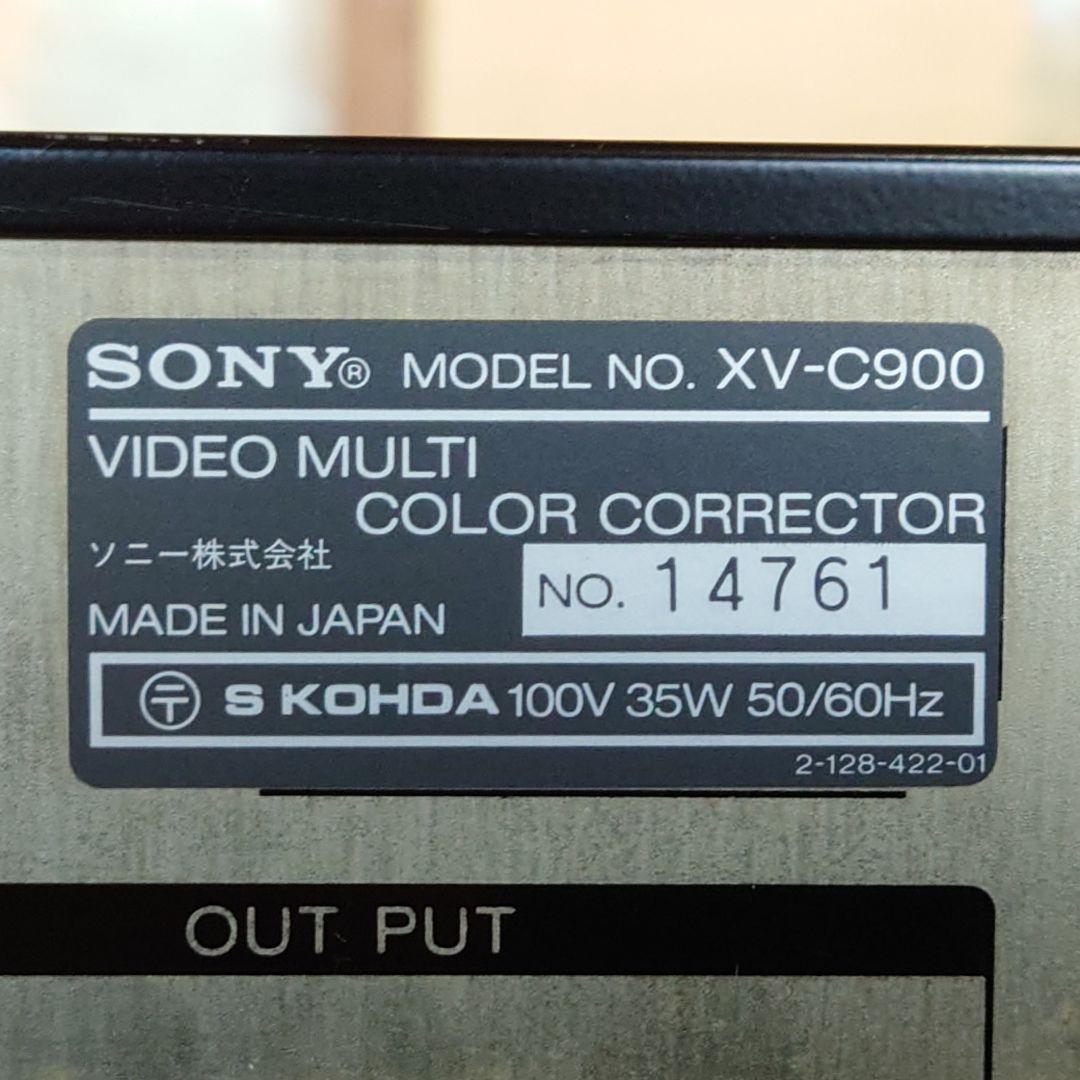 SONY® MODEL NO. XV-C900
VIDEO MULTI
COLOR CORRECTOR
ソニー株式会社
NO. 14761
MADE IN JAPAN
〶 S KOHDA 100V 35W 50/60Hz
2-128-422-01
OUT PUT